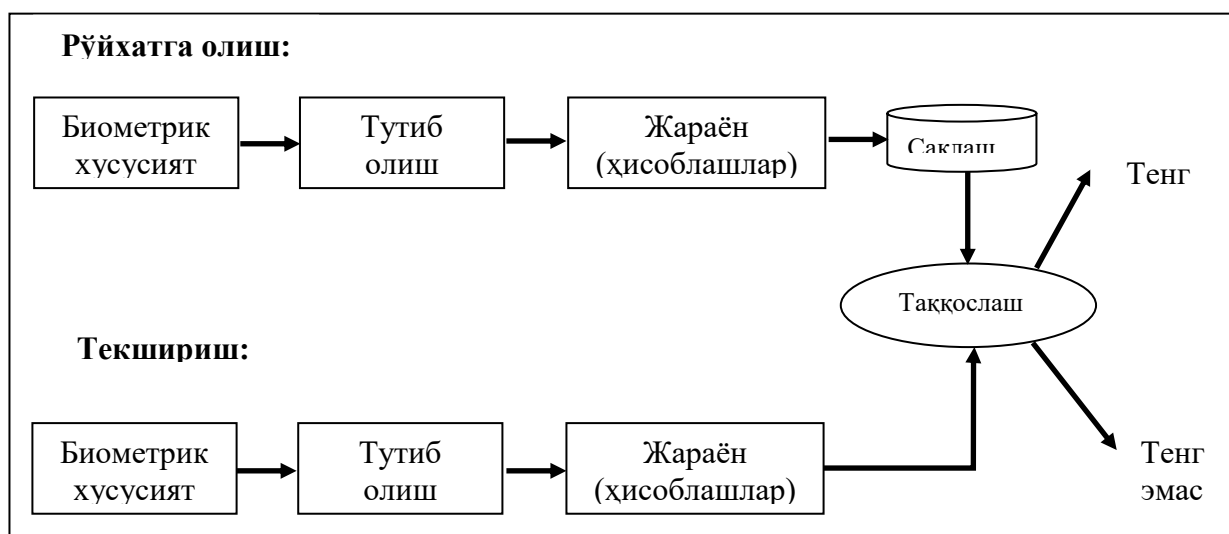 Рўйхатга олиш:
Биометрик
хусусият
Тутиб
олиш
Жараён
(ҳисоблашлар)
Сақлаш
Тенг
Таққослаш
Текшириш:
Биометрик
хусусият
Тутиб
олиш
Жараён
(ҳисоблашлар)
Тенг
эмас